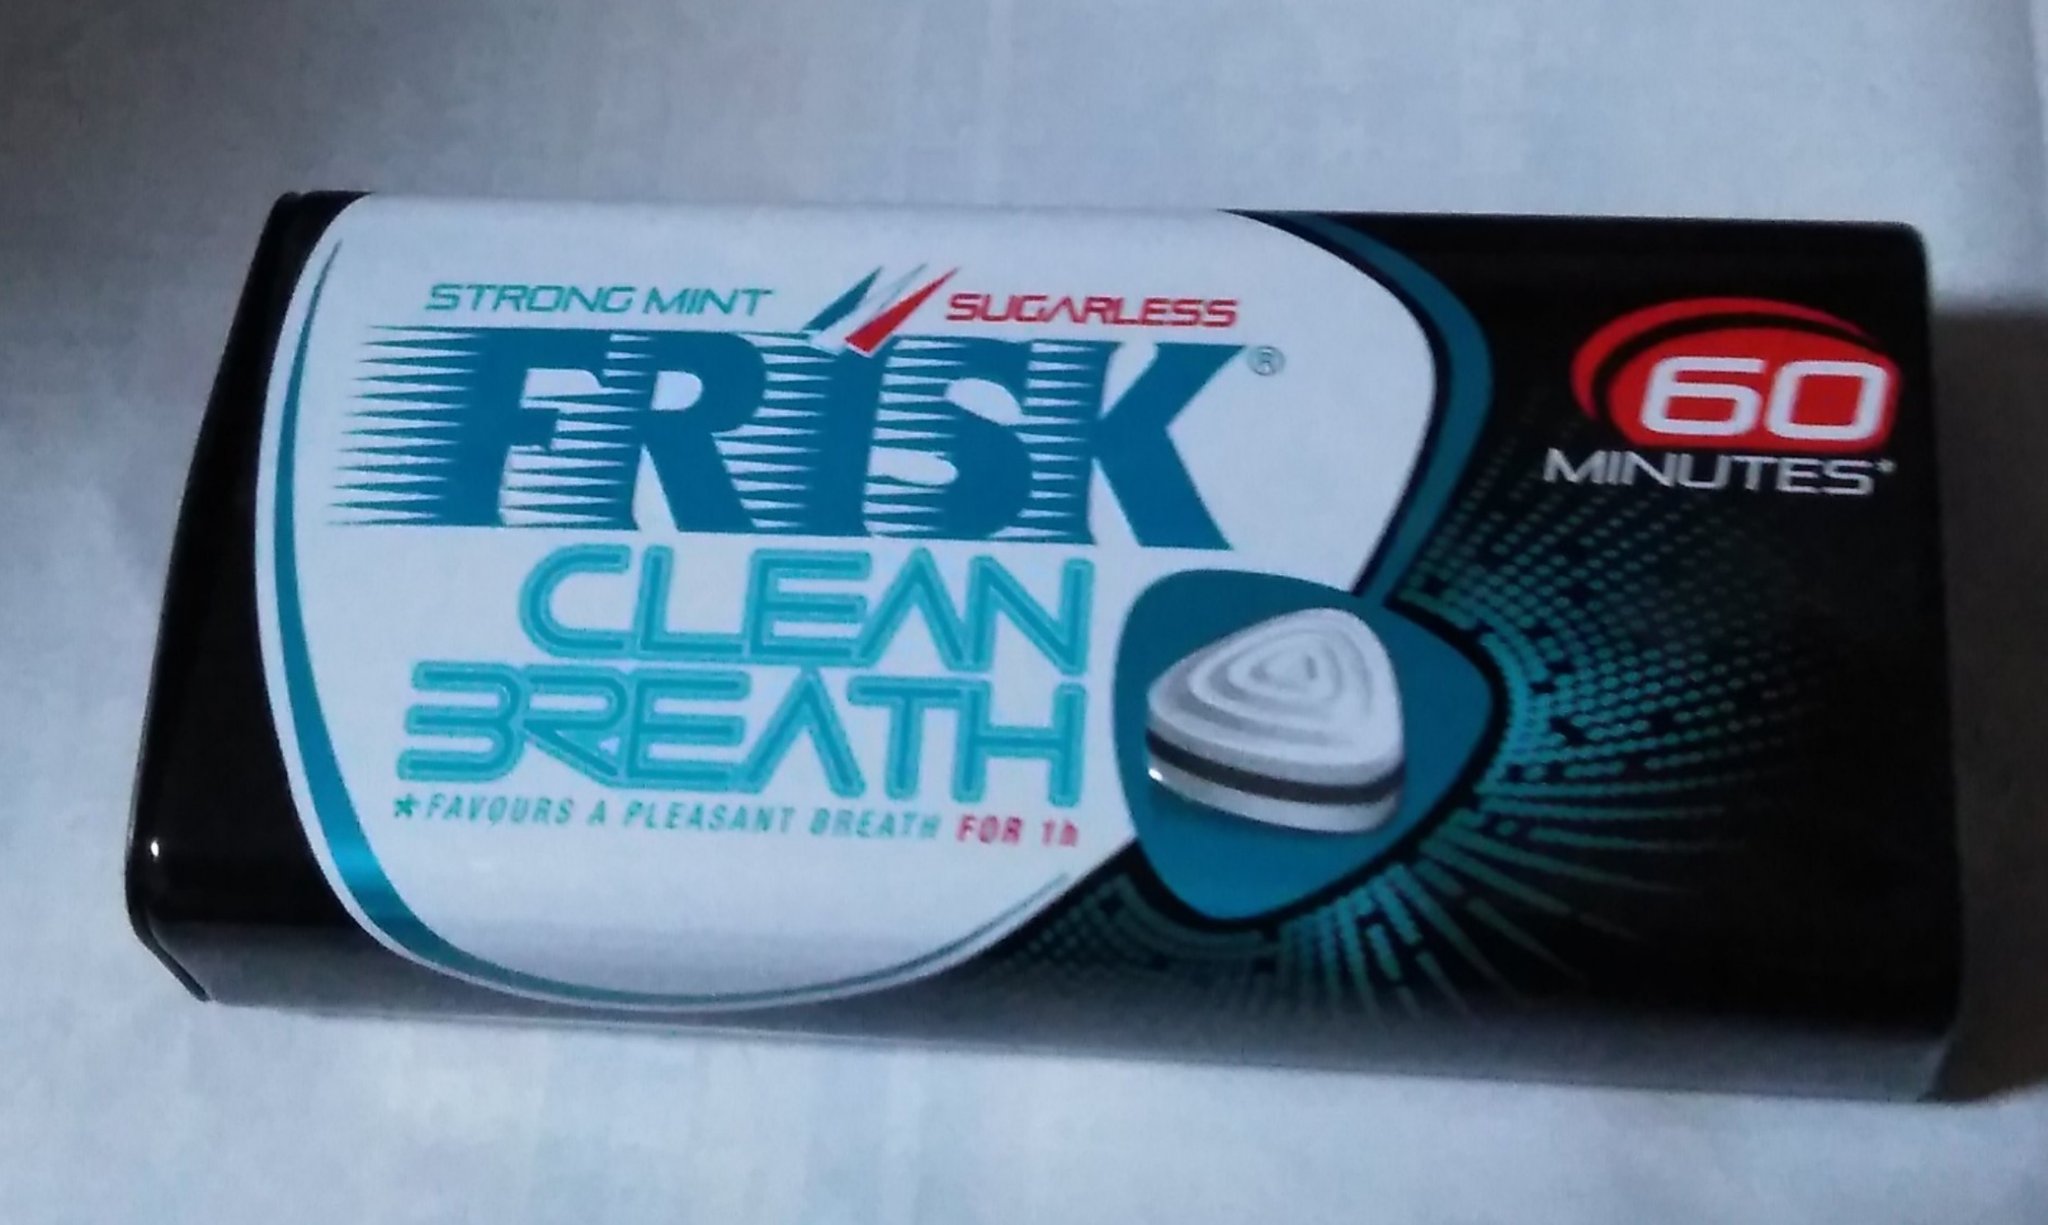 STRONG MINT SUGARLESS
FRISK®
CLEAN
BREATH
*FAVOURS A PLEASANT BREATH FOR 1h
60
MINUTES*